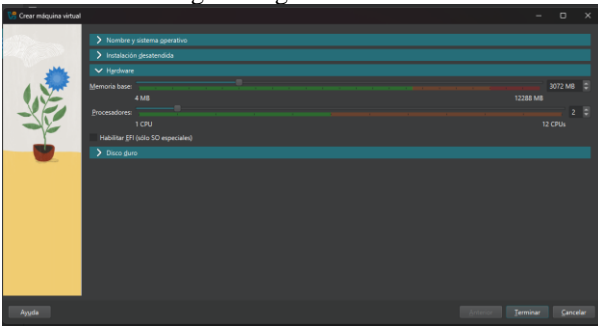 Crear máquina virtual
Nombre y sistema operativo
Instalación desatendida
Hardware
Memoria base:
3072 MB
4 MB
12288 MB
Procesadores:
2
1 CPU
12 CPUs
Habilitar EFI (sólo SO especiales)
Disco duro
Ayuda
Terminar
Cancelar